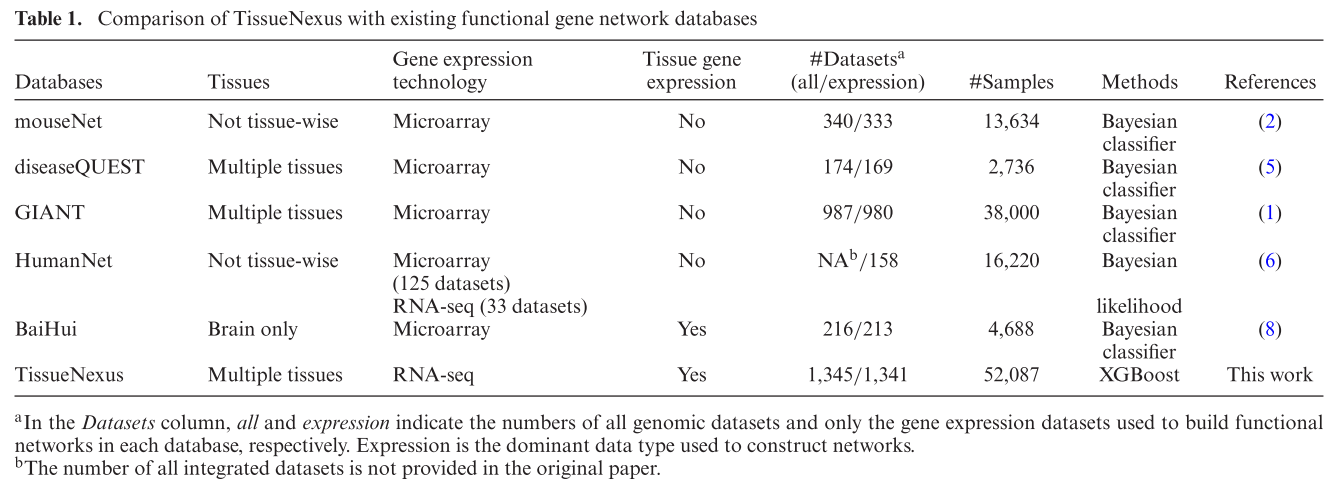 Table 1. Comparison of TissueNexus with existing functional gene network databases
Gene expression Tissue gene #Datasetsa
Databases Tissues technology expression (all/expression) #Samples Methods References
mouseNet Not tissue-wise Microarray No 340/333 13,634 Bayesian (2)
classifier
diseaseQUEST Multiple tissues Microarray No 174/169 2,736 Bayesian (5)
classifier
GIANT Multiple tissues Microarray No 987/980 38,000 Bayesian (1)
classifier
HumanNet Not tissue-wise Microarray No NAb/158 16,220 Bayesian (6)
(125 datasets)
RNA-seq (33 datasets) likelihood
BaiHui Brain only Microarray Yes 216/213 4,688 Bayesian (8)
classifier
TissueNexus Multiple tissues RNA-seq Yes 1,345/1,341 52,087 XGBoost This work
aIn the Datasets column, all and expression indicate the numbers of all genomic datasets and only the gene expression datasets used to build functional
networks in each database, respectively. Expression is the dominant data type used to construct networks.
bThe number of all integrated datasets is not provided in the original paper.